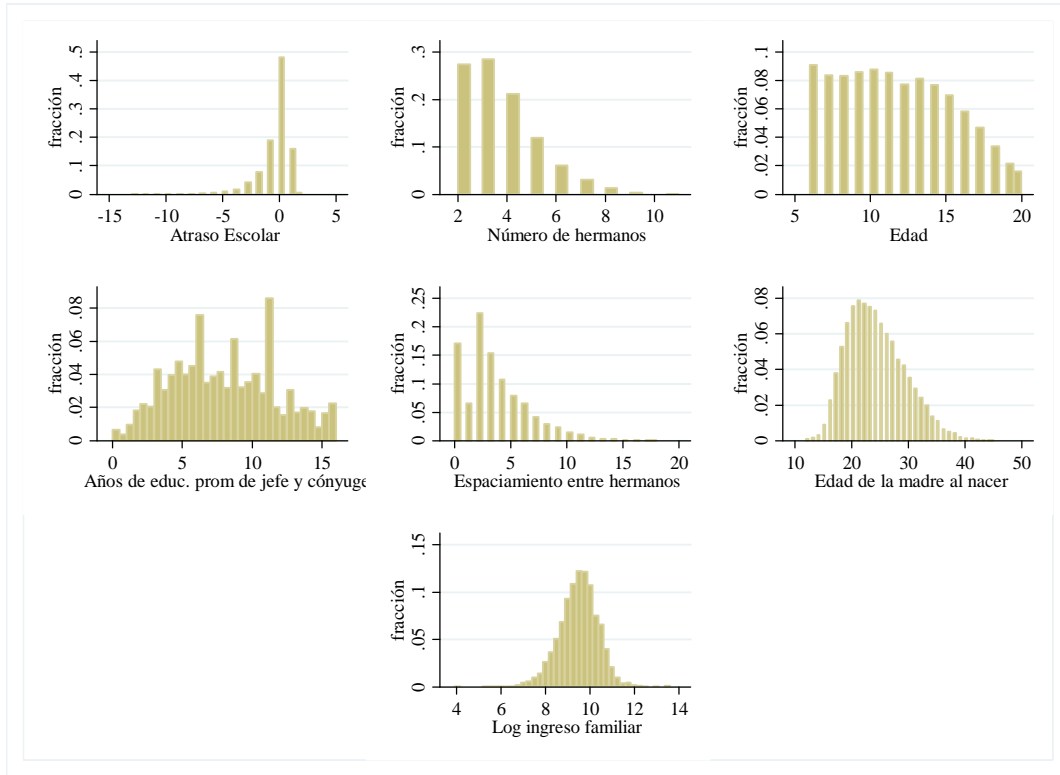 fracción
0 .1 .2 .3 .4 .5
-15 -10 -5 0 5
Atraso Escolar
fracción
0 .1 .2 .3
2 4 6 8 10
Número de hermanos
fracción
0 .02 .04 .06 .08 .1
5 10 15 20
Edad
fracción
0 .02 .04 .06 .08
0 5 10 15
Años de educ. prom de jefe y cónyuge
fracción
0 .05 .1 .15 .2 .25
0 5 10 15 20
Espaciamiento entre hermanos
fracción
0 .02 .04 .06 .08
10 20 30 40 50
Edad de la madre al nacer
fracción
0 .05 .1 .15
4 6 8 10 12 14
Log ingreso familiar